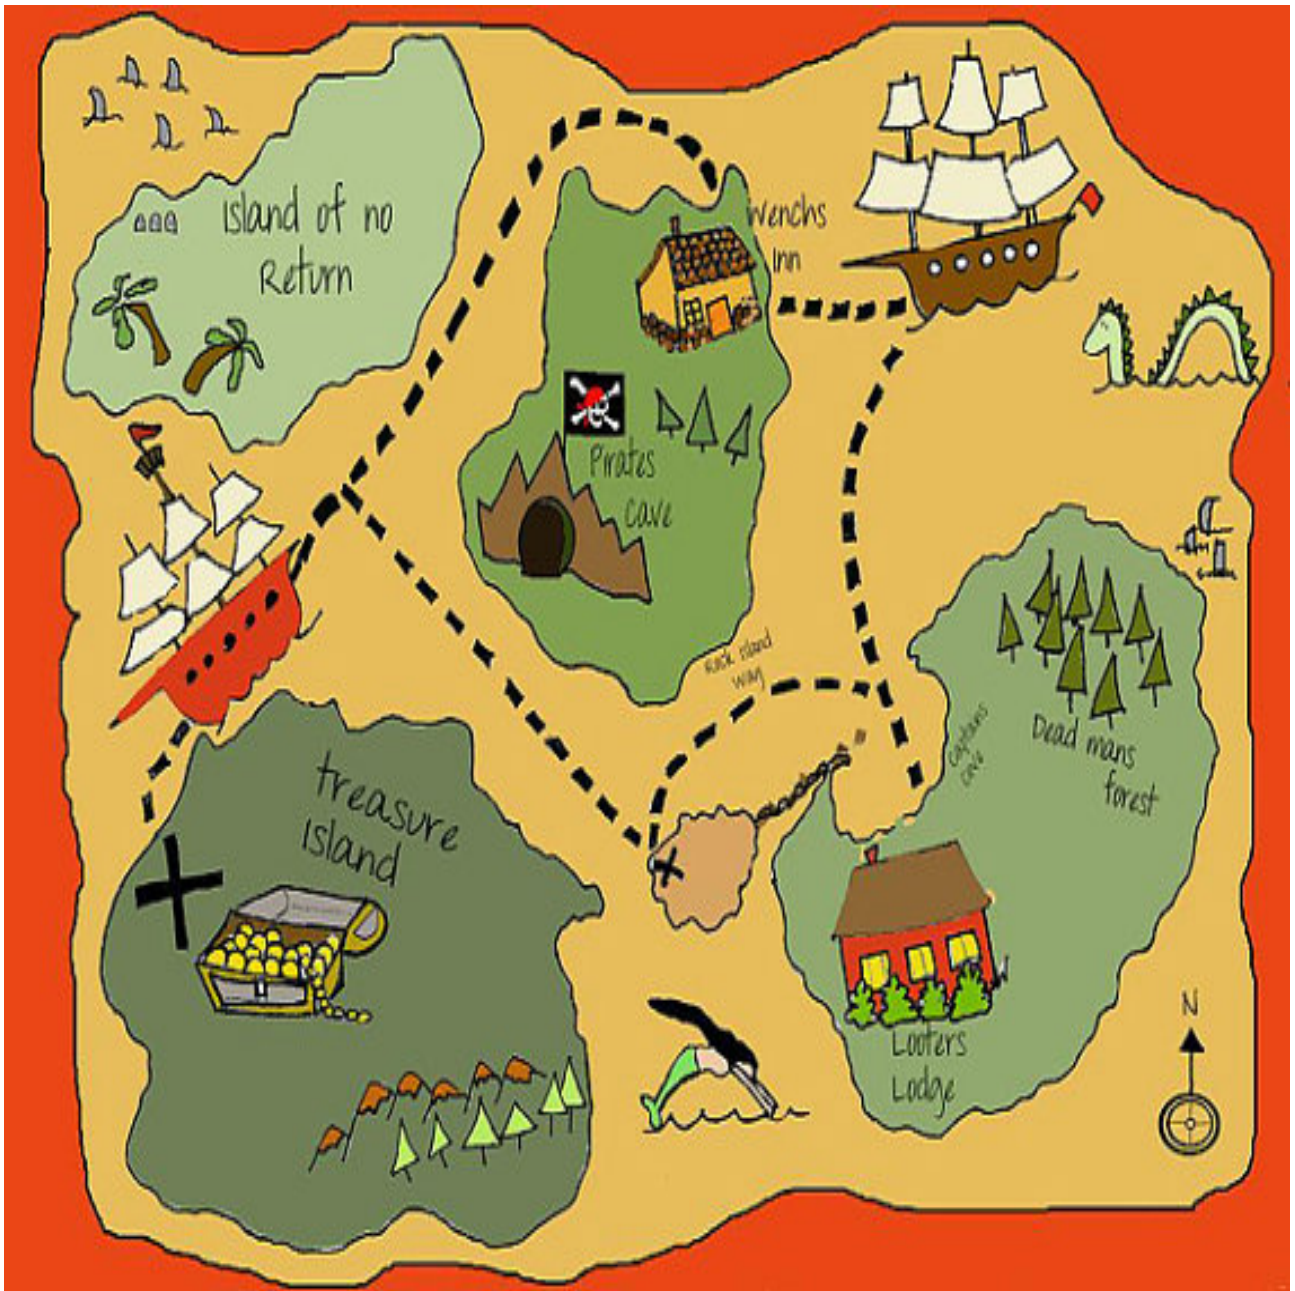 Island of no
Return
Wenchs
Inn
Pirates
Cave
Rock Island
Way
treasure
Island
Captains
cove
Dead mans
forest
Looters
Lodge
N